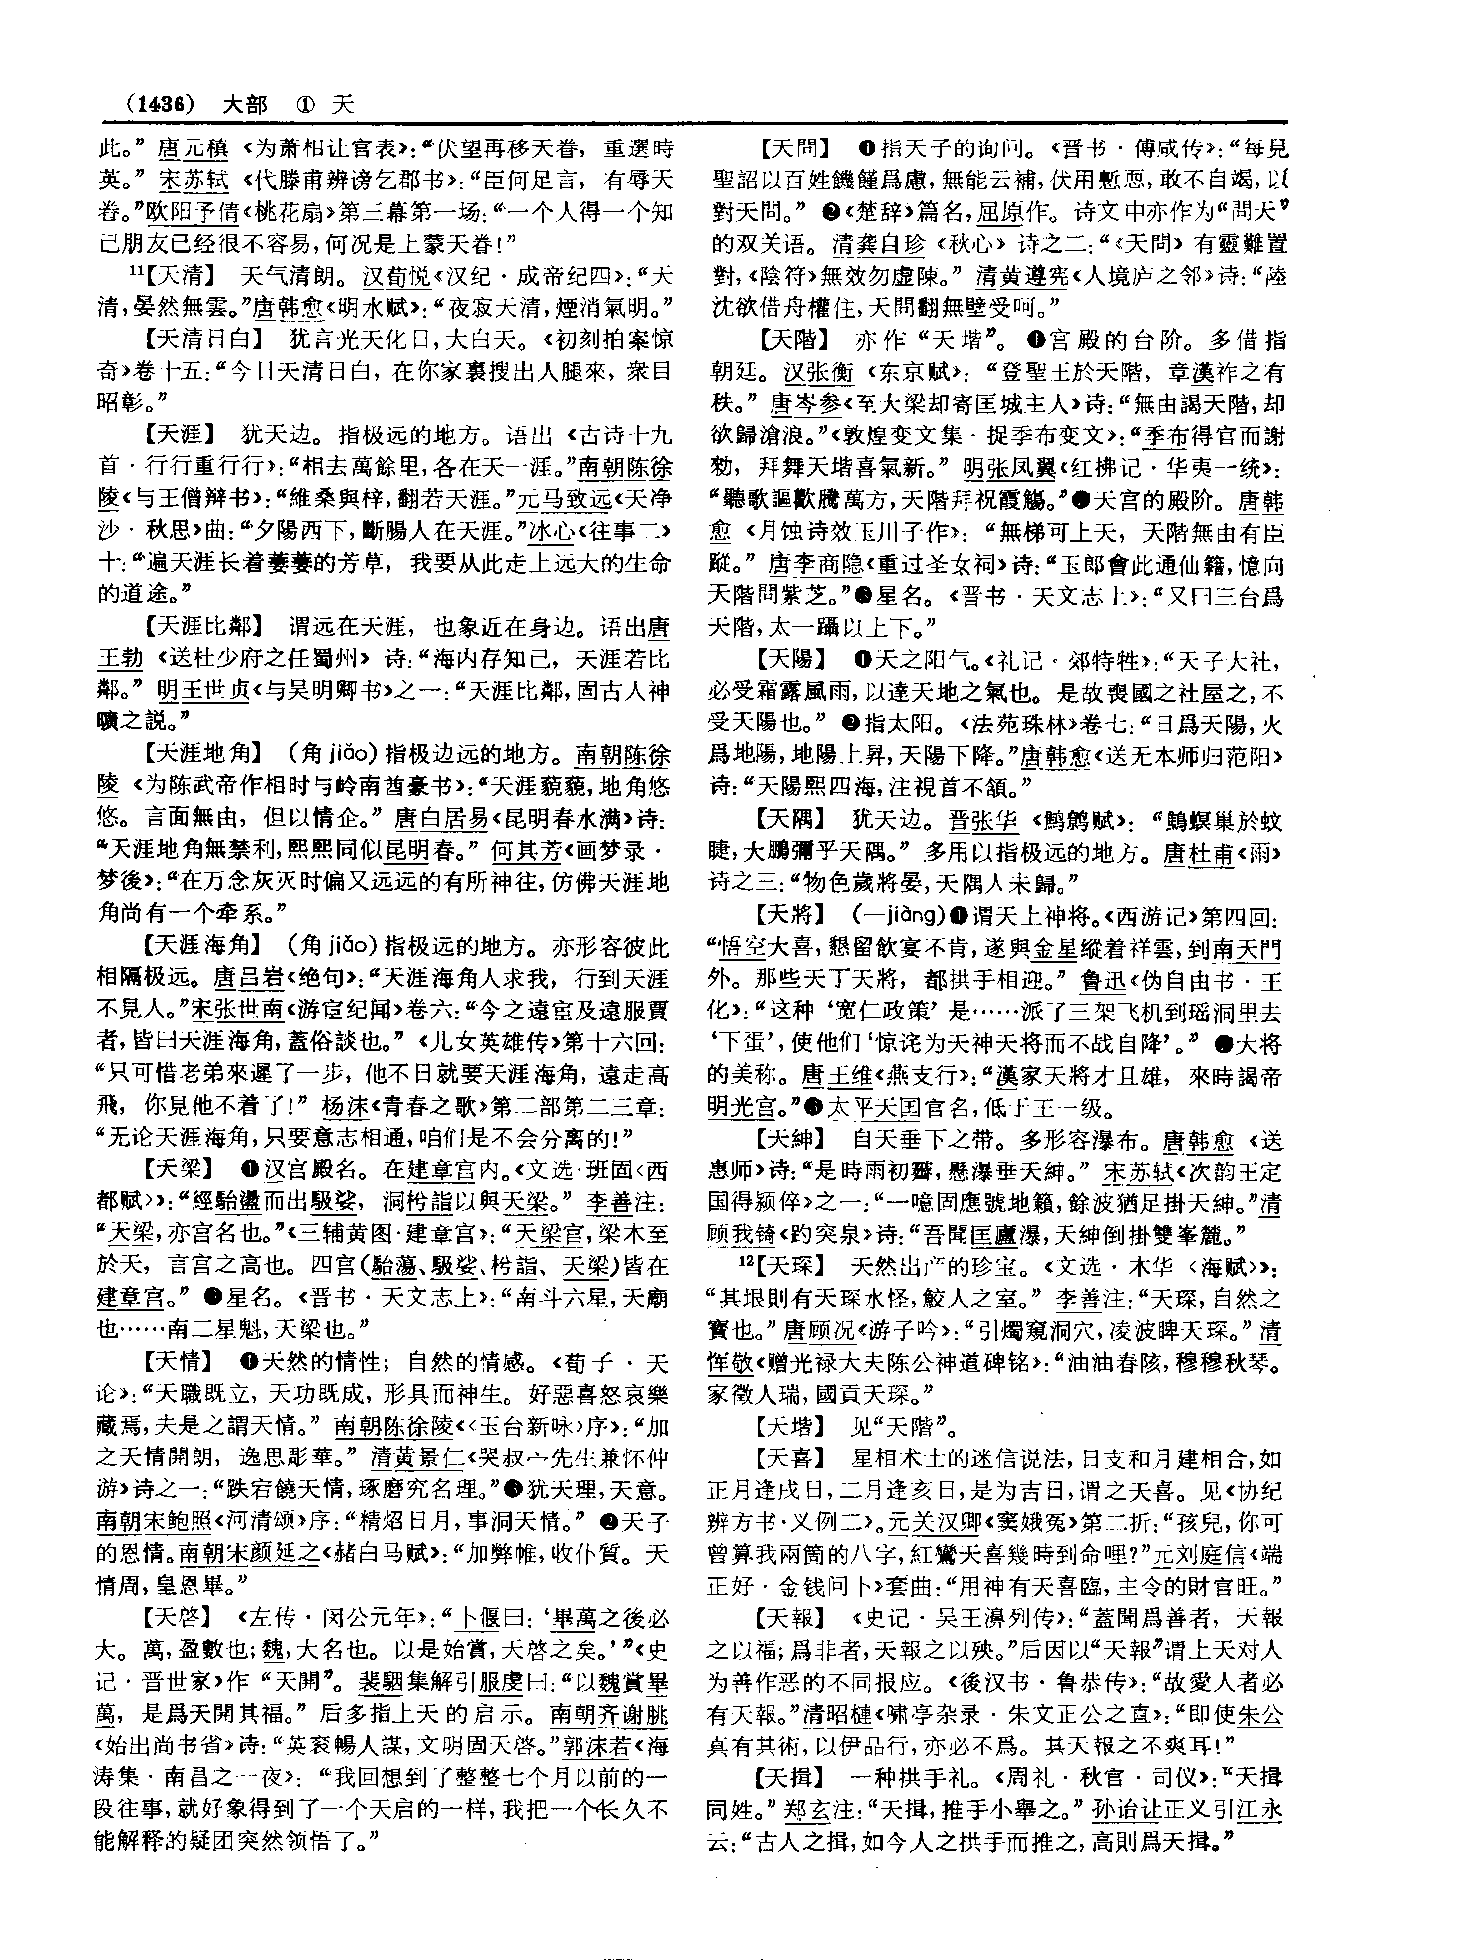 (1436) 大部 ① 天
此。”唐元稹《为萧相让官表》：“伏望再移天眷，重選時
英。”宋苏轼《代滕甫辨谤乞郡书》：“臣何足言，有辱天
眷。”欧阳予倩《桃花扇》第三幕第一场：“一个人得一个知
己朋友已经很不容易，何况是上蒙天眷！”
11【天清】 天气清朗。汉荀悦《汉纪·成帝纪四》：“天
清，晏然無雲。”唐韩愈《明水赋》：“夜寂天清，煙消氣明。”
【天清日白】 犹言光天化日，大白天。《初刻拍案惊
奇》卷十五：“今日天清日白，在你家裏搜出人腿來，衆目
昭彰。”
【天涯】 犹天边。指极远的地方。语出《古诗十九
首·行行重行行》：“相去萬餘里，各在天一涯。”南朝陈徐
陵《与王僧辩书》：“維桑與梓，翻若天涯。”元马致远《天净
沙·秋思》曲：“夕陽西下，斷腸人在天涯。”冰心《往事二》
十：“遍天涯长着萋萋的芳草，我要从此走上远大的生命
的道途。”
【天涯比鄰】 谓远在天涯，也象近在身边。语出唐
王勃《送杜少府之任蜀州》诗：“海内存知己，天涯若比
鄰。”明王世贞《与吴明卿书》之一：“天涯比鄰，固古人神
曠之説。”
【天涯地角】 （角jiǎo）指极边远的地方。南朝陈徐
陵《为陈武帝作相时与岭南酋豪书》：“天涯藐藐，地角悠
悠。言面無由，但以情企。”唐白居易《昆明春水满》诗：
“天涯地角無禁利，熙熙同似昆明春。”何其芳《画梦录·
梦後》：“在万念灰灭时偏又远远的有所神往，仿佛天涯地
角尚有一个牵系。”
【天涯海角】 （角jiǎo）指极远的地方。亦形容彼此
相隔极远。唐吕岩《绝句》：“天涯海角人求我，行到天涯
不見人。”宋张世南《游宦纪闻》卷六：“今之遠宦及遠服賈
者，皆曰天涯海角，蓋俗談也。”《儿女英雄传》第十六回：
“只可惜老弟來遲了一步，他不日就要天涯海角，遠走高
飛，你見他不着了！”杨沫《青春之歌》第二部第二三章：
“无论天涯海角，只要意志相通，咱们是不会分离的！”
【天梁】 ❶汉宫殿名。在建章宫内。《文选·班固〈西
都赋〉》：“經駘盪而出馺娑，洞枍詣以與天梁。”李善注：
“天梁，亦宫名也。”《三辅黄图·建章宫》：“天梁宫，梁木至
於天，言宫之高也。四宫（駘蕩、馺娑、枍詣、天梁）皆在
建章宫。”❷星名。《晋书·天文志上》：“南斗六星，天廟
也……南二星魁，天梁也。”
【天情】 ❶天然的情性；自然的情感。《荀子·天
论》：“天職既立，天功既成，形具而神生。好惡喜怒哀樂
藏焉，夫是之謂天情。”南朝陈徐陵《〈玉台新咏〉序》：“加
之天情開朗，逸思彫華。”清黄景仁《哭叔宀先生兼怀仲
游》诗之一：“跌宕饒天情，琢磨究名理。”❷犹天理，天意。
南朝宋鲍照《河清颂》序：“精炤日月，事洞天情。”❸天子
的恩情。南朝宋颜延之《赭白马赋》：“加弊帷，收仆質。天
情周，皇恩畢。”
【天啓】 《左传·闵公元年》：“卜偃曰：‘畢萬之後必
大。萬，盈數也；魏，大名也。以是始賞，天啓之矣。’”《史
记·晋世家》作“天開”。裴駰集解引服虔曰：“以魏賞畢
萬，是爲天開其福。”后多指上天的启示。南朝齐谢朓
《始出尚书省》诗：“英衮暢人謀，文明固天啓。”郭沫若《海
涛集·南昌之一夜》：“我回想到了整整七个月以前的一
段往事，就好象得到了一个天启的一样，我把一个长久不
能解释的疑团突然领悟了。”
【天問】 ❶指天子的询问。《晋书·傅咸传》：“每見
聖詔以百姓饑饉爲慮，無能云補，伏用慙恧，敢不自竭，以
對天問。”❷《楚辞》篇名，屈原作。诗文中亦作为“問天”
的双关语。清龚自珍《秋心》诗之二：“《天問》有靈難置
對，《陰符》無效勿虛陳。”清黄遵宪《人境庐之邻》诗：“陸
沈欲借舟權住，天問翻無壁受呵。”
【天階】 亦作“天堦”。❶宫殿的台阶。多借指
朝廷。汉张衡《东京赋》：“登聖王於天階，章漢祚之有
秩。”唐岑参《至大梁却寄匡城主人》诗：“無由謁天階，却
欲歸滄浪。”《敦煌变文集·捉季布变文》：“季布得官而謝
勑，拜舞天堦喜氣新。”明张凤翼《红拂记·华夷一统》：
“聽歌謳歡騰萬方，天階拜祝霞觴。”❷天宫的殿阶。唐韩
愈《月蚀诗效玉川子作》：“無梯可上天，天階無由有臣
蹤。”唐李商隐《重过圣女祠》诗：“玉郎會此通仙籍，憶向
天階問紫芝。”❸星名。《晋书·天文志上》：“又曰三台爲
天階，太一躡以上下。”
【天陽】 ❶天之阳气。《礼记·郊特牲》：“天子大社，
必受霜露風雨，以達天地之氣也。是故喪國之社屋之，不
受天陽也。”❷指太阳。《法苑珠林》卷七：“日爲天陽，火
爲地陽，地陽上昇，天陽下降。”唐韩愈《送无本师归范阳》
诗：“天陽熙四海，注視首不頷。”
【天隅】 犹天边。晋张华《鹪鹩赋》：“鷦螟巢於蚊
睫，大鵬彌乎天隅。”多用以指极远的地方。唐杜甫《雨》
诗之三：“物色歲將晏，天隅人未歸。”
【天將】 （—jiàng）❶谓天上神将。《西游记》第四回：
“悟空大喜，懇留飲宴不肯，遂與金星縱着祥雲，到南天門
外。那些天丁天將，都拱手相迎。”鲁迅《伪自由书·王
化》：“这种‘宽仁政策’是……派了三架飞机到瑶洞里去
‘下蛋’，使他们‘惊诧为天神天将而不战自降’。”❷大将
的美称。唐王维《燕支行》：“漢家天將才且雄，來時謁帝
明光宫。”❸太平天囯官名，低于王一级。
【天紳】 自天垂下之带。多形容瀑布。唐韩愈《送
惠师》诗：“是時雨初霽，懸瀑垂天紳。”宋苏轼《次韵王定
国得颍倅》之一：“一噫固應號地籟，餘波猶足掛天紳。”清
顾我锜《趵突泉》诗：“吾聞匡廬瀑，天紳倒掛雙峯麓。”
12【天琛】 天然出产的珍宝。《文选·木华〈海赋〉》：
“其垠則有天琛水怪，鮫人之室。”李善注：“天琛，自然之
寳也。”唐顾况《游子吟》：“引燭窺洞穴，凌波睥天琛。”清
恽敬《赠光禄大夫陈公神道碑铭》：“油油春陔，穆穆秋琴。
家徵人瑞，國貢天琛。”
【天堦】 见“天階”。
【天喜】 星相术士的迷信说法，日支和月建相合，如
正月逢戌日，二月逢亥日，是为吉日，谓之天喜。见《协纪
辨方书·义例二》。元关汉卿《窦娥冤》第二折：“孩兒，你可
曾算我兩箇的八字，紅鸞天喜幾時到命哩？”元刘庭信《端
正好·金钱问卜》套曲：“用神有天喜臨，主令的財官旺。”
【天報】 《史记·吴王濞列传》：“蓋聞爲善者，天報
之以福；爲非者，天報之以殃。”后因以“天報”谓上天对人
为善作恶的不同报应。《後汉书·鲁恭传》：“故愛人者必
有天報。”清昭梿《啸亭杂录·朱文正公之直》：“即使朱公
真有其術，以伊品行，亦必不爲。其天報之不爽耳！”
【天揖】 一种拱手礼。《周礼·秋官·司仪》：“天揖
同姓。”郑玄注：“天揖，推手小舉之。”孙诒让正义引江永
云：“古人之揖，如今人之拱手而推之，高則爲天揖。”